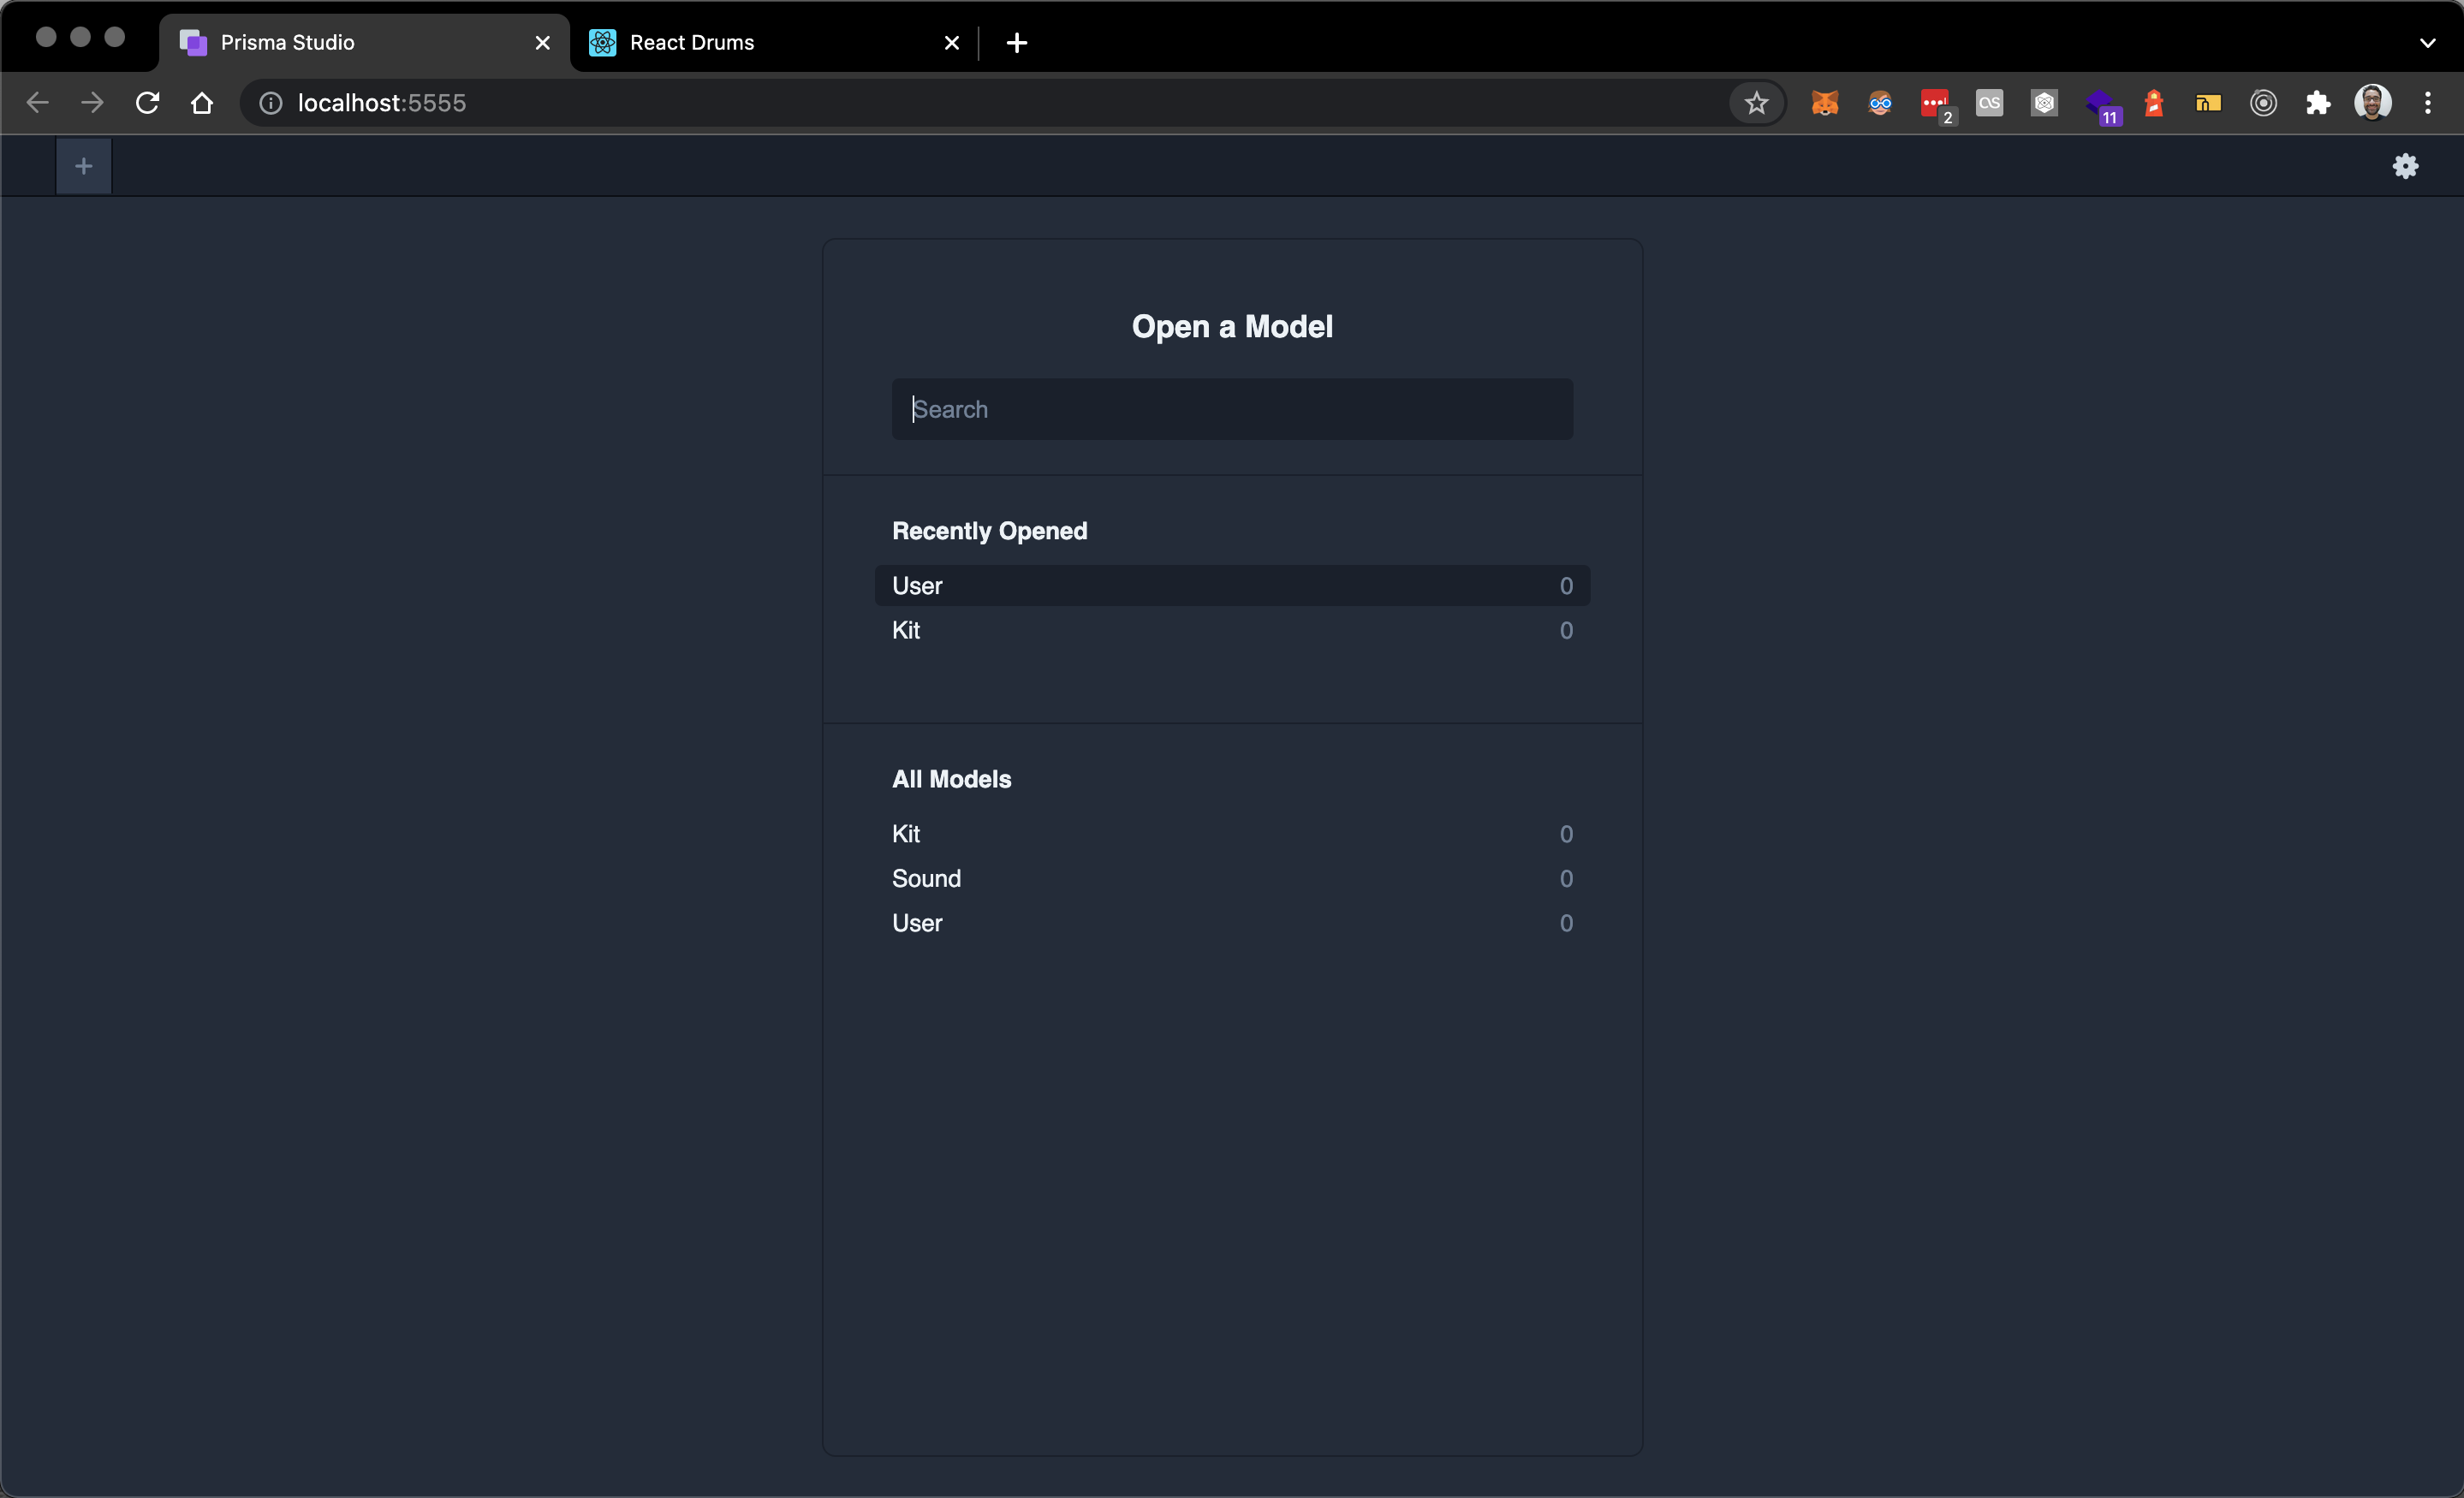 Prisma Studio
React Drums
localhost:5555
2
CS
11
Open a Model
Search
Recently Opened
User 0
Kit 0
All Models
Kit 0
Sound 0
User 0